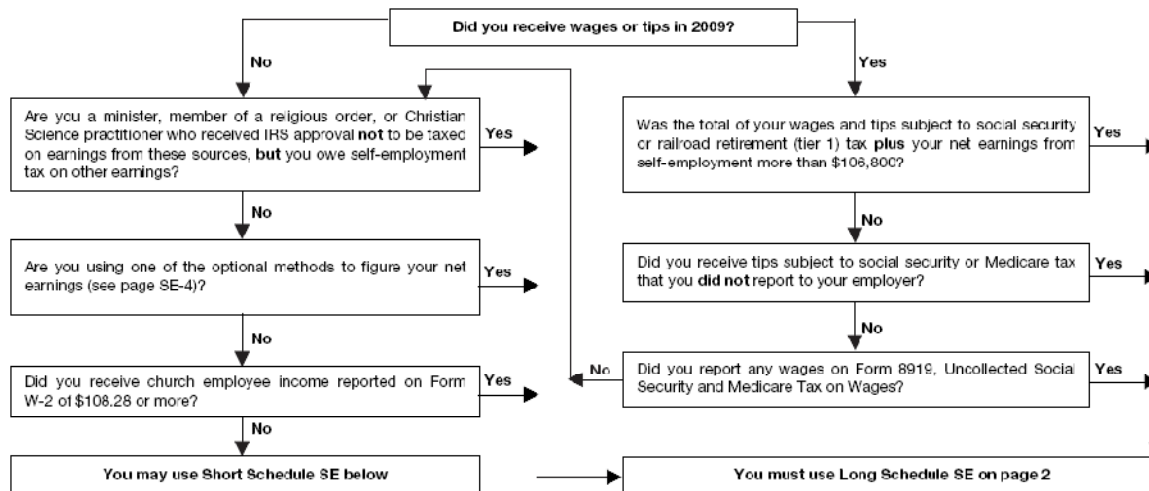 Did you receive wages or tips in 2009?
No
Yes
Are you a minister, member of a religious order, or Christian
Science practitioner who received IRS approval not to be taxed
on earnings from these sources, but you owe self-employment
tax on other earnings?
Yes
Was the total of your wages and tips subject to social security
or railroad retirement (tier 1) tax plus your net earnings from
self-employment more than $106,800?
Yes
No
No
Are you using one of the optional methods to figure your net
earnings (see page SE-4)?
Yes
Did you receive tips subject to social security or Medicare tax
that you did not report to your employer?
Yes
No
No
Did you receive church employee income reported on Form
W-2 of $108.28 or more?
Yes
No
Did you report any wages on Form 8919, Uncollected Social
Security and Medicare Tax on Wages?
Yes
No
You may use Short Schedule SE below
You must use Long Schedule SE on page 2